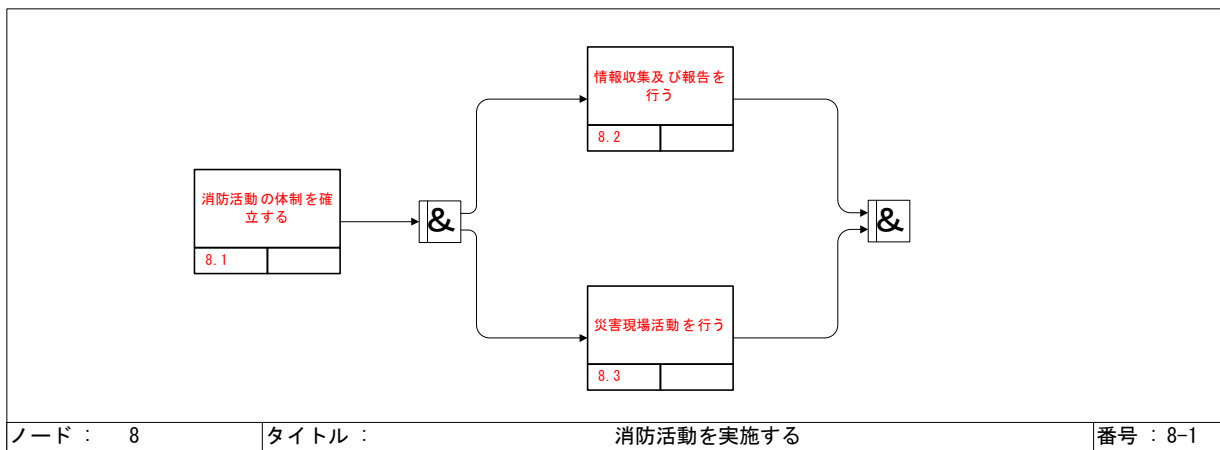 情報収集及び報告を
行う
8.2
消防活動の体制を確
立する
8.1
&
&
災害現場活動を行う
8.3
ノード： 8 タイトル： 消防活動を実施する 番号：8-1